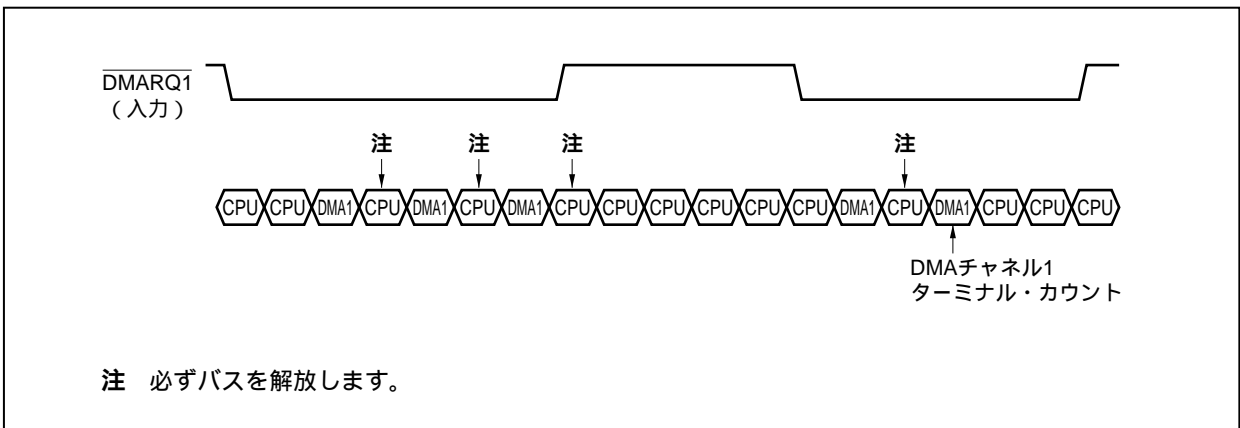 DMARQ1
（入力）
注 注 注 注
CPU CPU DMA1 CPU DMA1 CPU DMA1 CPU CPU CPU CPU CPU CPU DMA1 CPU DMA1 CPU CPU CPU
DMAチャネル1
ターミナル・カウント
注 必ずバスを解放します。